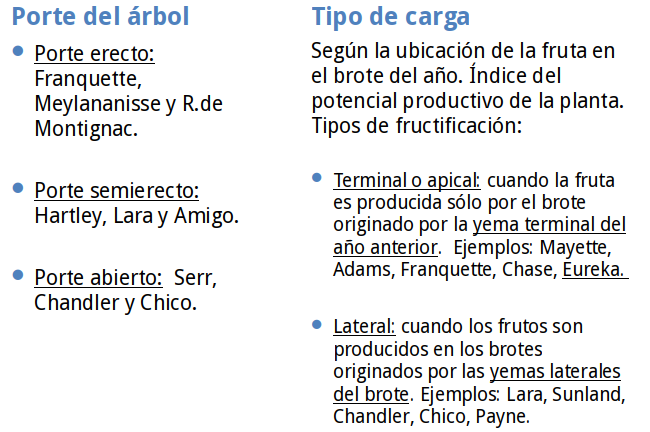 Porte del árbol
Porte erecto:
Franquette,
Meylananisse y R.de
Montignac.
Porte semierecto:
Hartley, Lara y Amigo.
Porte abierto: Serr,
Chandler y Chico.
Tipo de carga
Según la ubicación de la fruta en
el brote del año. Índice del
potencial productivo de la planta.
Tipos de fructificación:
Terminal o apical: cuando la fruta
es producida sólo por el brote
originado por la yema terminal del
año anterior. Ejemplos: Mayette,
Adams, Franquette, Chase, Eureka.
Lateral: cuando los frutos son
producidos en los brotes
originados por las yemas laterales
del brote. Ejemplos: Lara, Sunland,
Chandler, Chico, Payne.